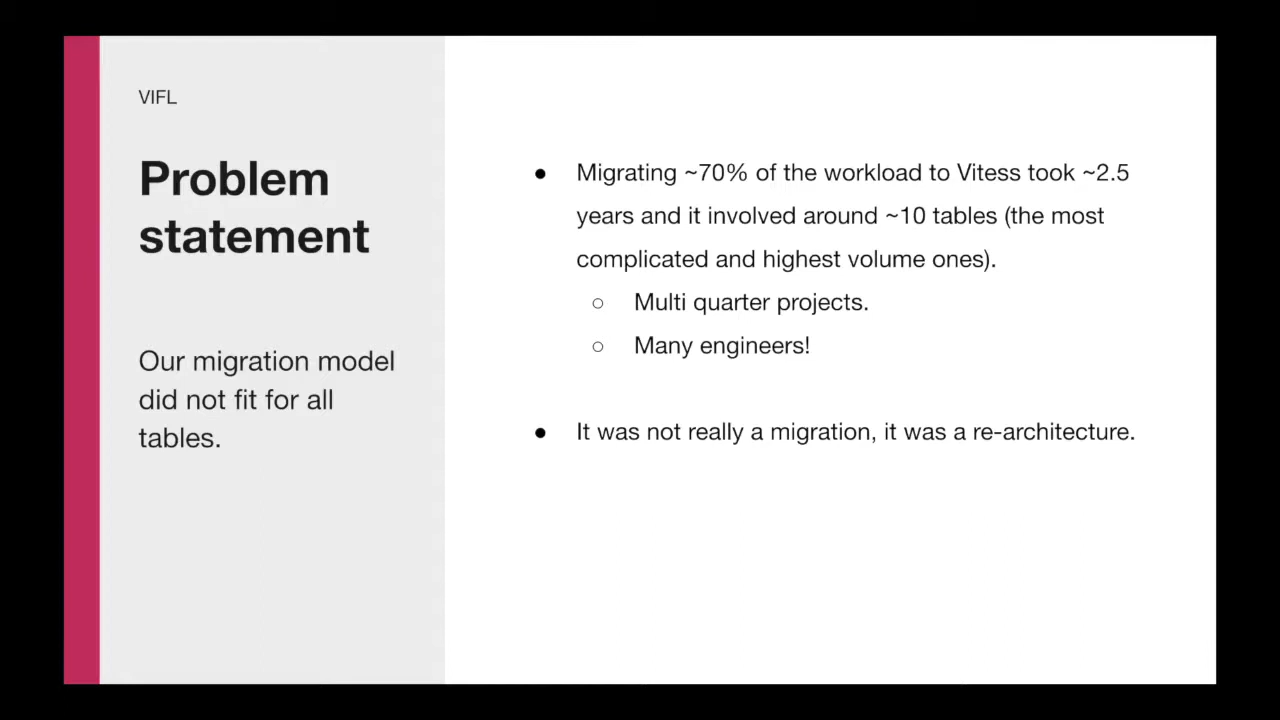 VIFL
Problem
statement
Our migration model
did not fit for all
tables.
● Migrating ~70% of the workload to Vitess took ~2.5
years and it involved around ~10 tables (the most
complicated and highest volume ones).
○ Multi quarter projects.
○ Many engineers!
● It was not really a migration, it was a re-architecture.